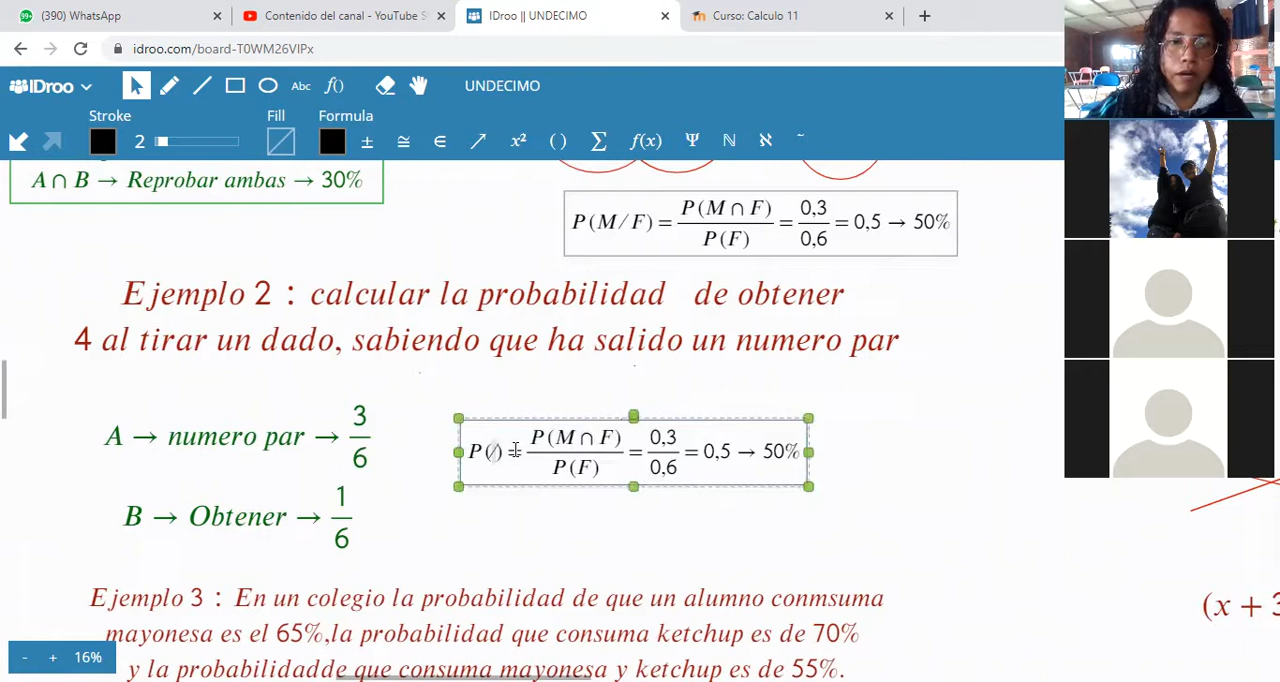 (390) WhatsApp
Contenido del canal - YouTube S
IDroo || UNDECIMO
Curso: Calculo 11
idroo.com/board-T0WM26VIPx
IDroo
Abc
f()
UNDECIMO
Stroke
Fill
Formula
2
± ≅ ∈ x² ( ) ∑ f(x) Ψ ℕ ℵ ~
A ∩ B → Reprobar ambas → 30%
P(M/F) = P(M ∩ F)/P(F) = 0,3/0,6 = 0,5 → 50%
Ejemplo 2 : calcular la probabilidad de obtener
4 al tirar un dado, sabiendo que ha salido un numero par
A → numero par → 3/6
P(/) = P(M ∩ F)/P(F) = 0,3/0,6 = 0,5 → 50%
B → Obtener → 1/6
Ejemplo 3 : En un colegio la probabilidad de que un alumno conmsuma
mayonesa es el 65%,la probabilidad que consuma ketchup es de 70%
y la probabilidadde que consuma mayonesa y ketchup es de 55%.
(x + 3
- + 16%